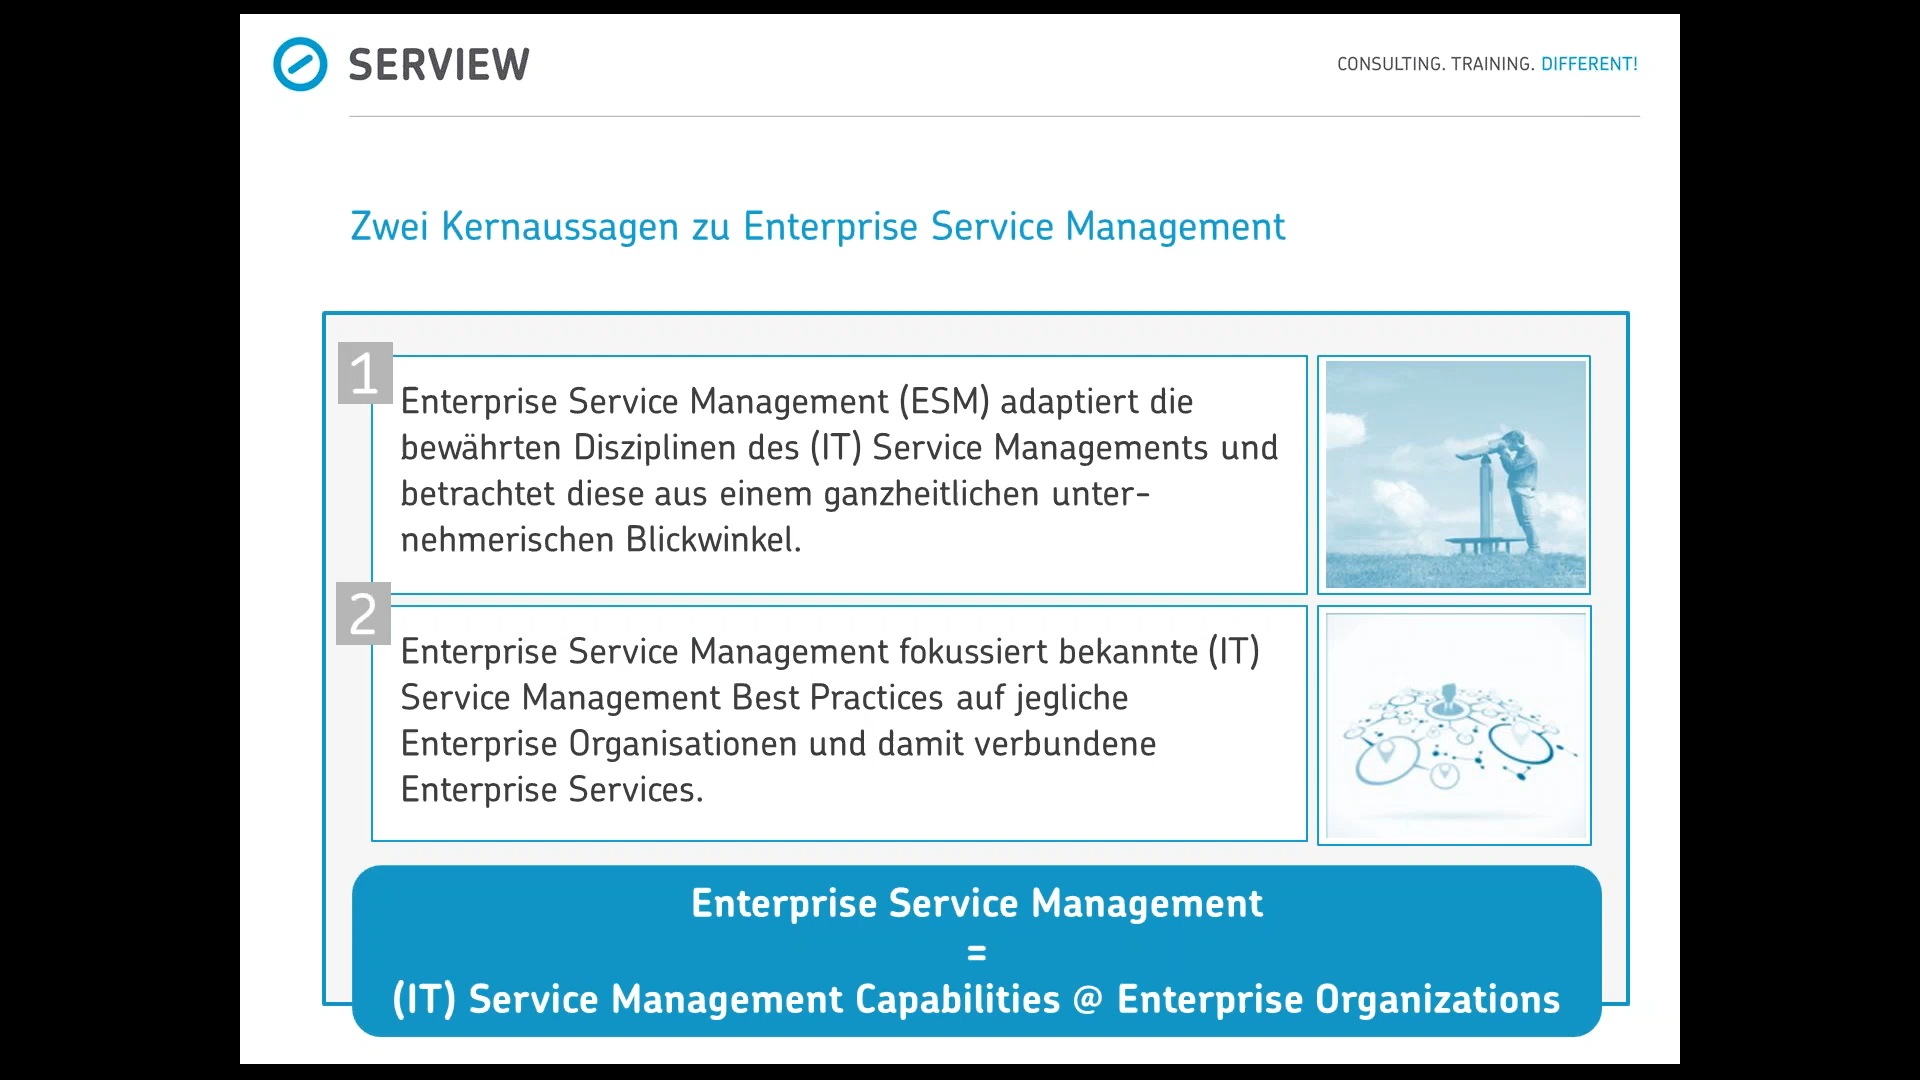 SERVIEW
CONSULTING. TRAINING. DIFFERENT!
Zwei Kernaussagen zu Enterprise Service Management
1
Enterprise Service Management (ESM) adaptiert die
bewährten Disziplinen des (IT) Service Managements und
betrachtet diese aus einem ganzheitlichen unter-
nehmerischen Blickwinkel.
2
Enterprise Service Management fokussiert bekannte (IT)
Service Management Best Practices auf jegliche
Enterprise Organisationen und damit verbundene
Enterprise Services.
Enterprise Service Management
=
(IT) Service Management Capabilities @ Enterprise Organizations